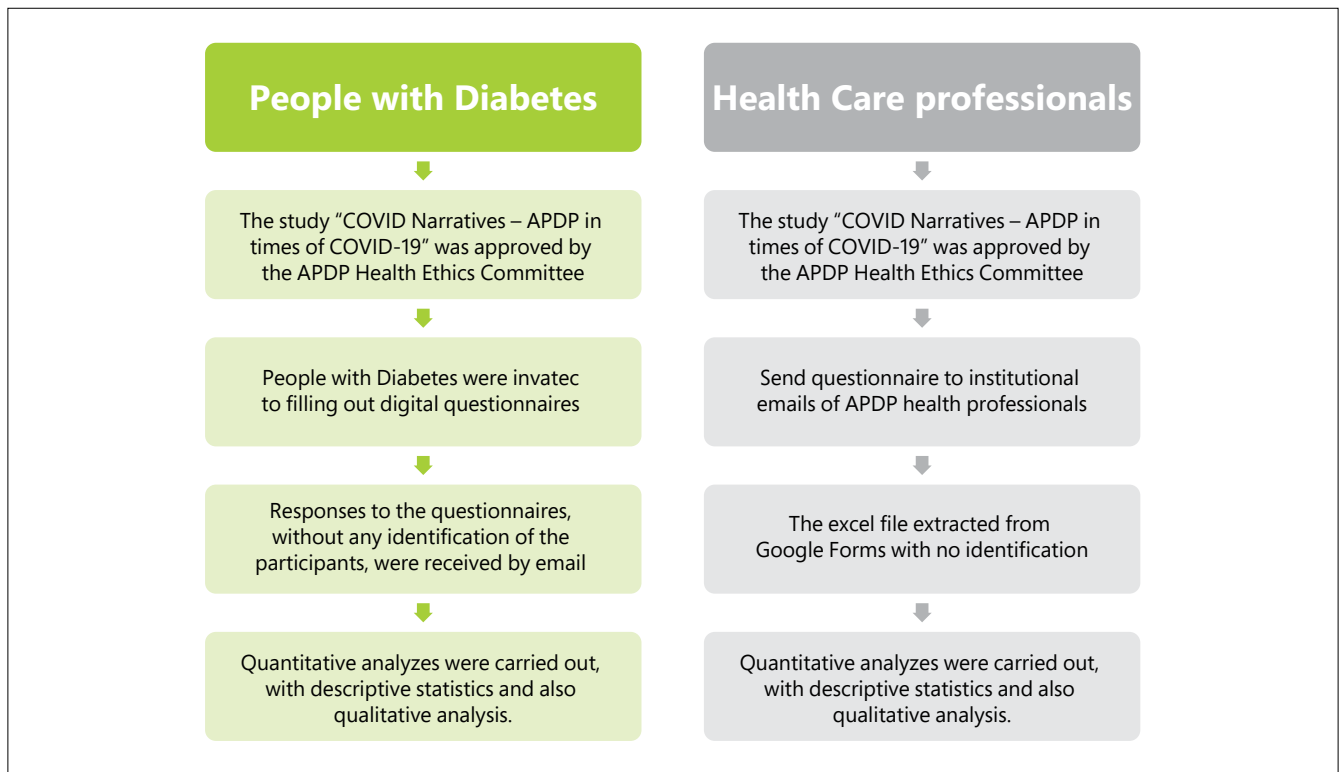 People with Diabetes
The study “COVID Narratives – APDP in
times of COVID-19” was approved by
the APDP Health Ethics Committee
People with Diabetes were invatec
to filling out digital questionnaires
Responses to the questionnaires,
without any identification of the
participants, were received by email
Quantitative analyzes were carried out,
with descriptive statistics and also
qualitative analysis.
Health Care professionals
The study “COVID Narratives – APDP in
times of COVID-19” was approved by
the APDP Health Ethics Committee
Send questionnaire to institutional
emails of APDP health professionals
The excel file extracted from
Google Forms with no identification
Quantitative analyzes were carried out,
with descriptive statistics and also
qualitative analysis.